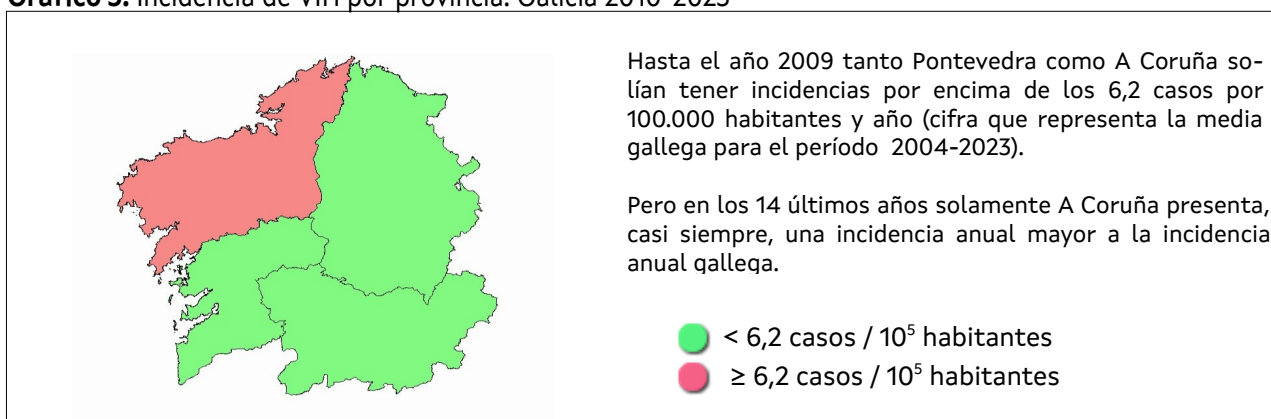 Gráfico 3. Incidencia de VIH por provincia. Galicia 2010-2023
Hasta el año 2009 tanto Pontevedra como A Coruña so-
lían tener incidencias por encima de los 6,2 casos por
100.000 habitantes y año (cifra que representa la media
gallega para el período 2004-2023).
Pero en los 14 últimos años solamente A Coruña presenta,
casi siempre, una incidencia anual mayor a la incidencia
anual gallega.
< 6,2 casos / 10⁵ habitantes
≥ 6,2 casos / 10⁵ habitantes